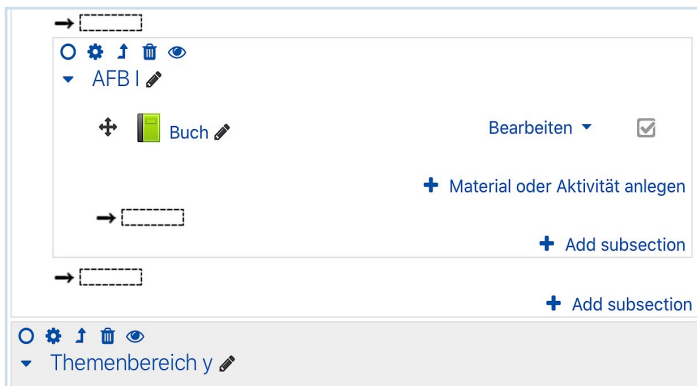 AFB I
Buch
Bearbeiten
Material oder Aktivität anlegen
Add subsection
Add subsection
Themenbereich y